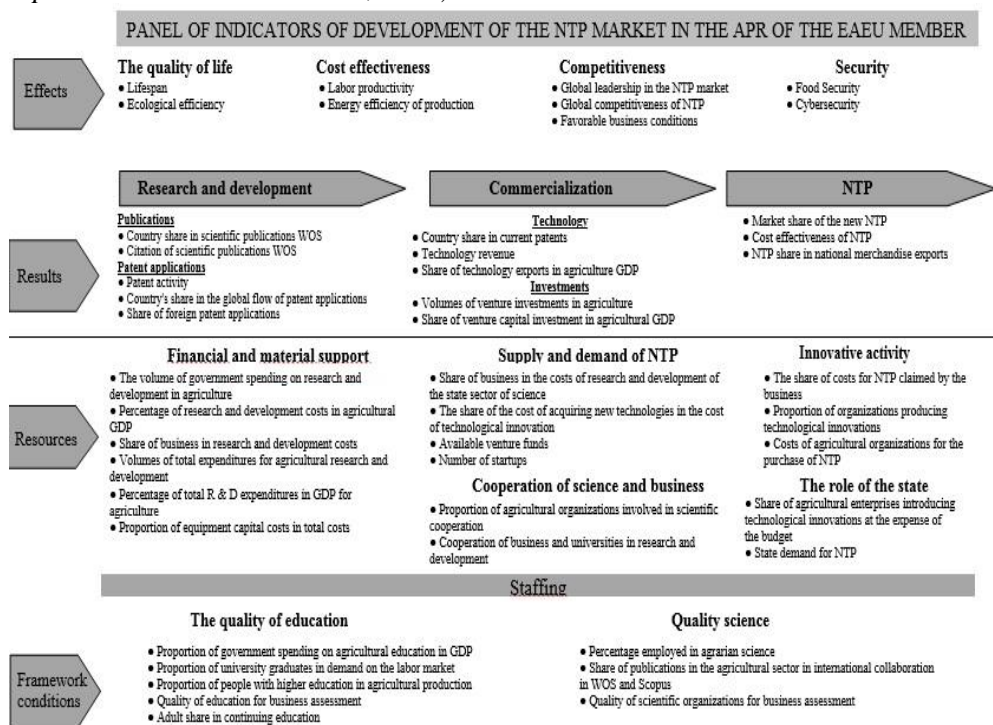 PANEL OF INDICATORS OF DEVELOPMENT OF THE NTP MARKET IN THE APR OF THE EAEU MEMBER
Effects
The quality of life
● Lifespan
● Ecological efficiency
Cost effectiveness
● Labor productivity
● Energy efficiency of production
Competitiveness
● Global leadership in the NTP market
● Global competitiveness of NTP
● Favorable business conditions
Security
● Food Security
● Cybersecurity
Research and development
Commercialization
NTP
Results
Publications
● Country share in scientific publications WOS
● Citation of scientific publications WOS
Patent applications
● Patent activity
● Country's share in the global flow of patent applications
● Share of foreign patent applications
Technology
● Country share in current patents
● Technology revenue
● Share of technology exports in agriculture GDP
Investments
● Volumes of venture investments in agriculture
● Share of venture capital investment in agricultural GDP
● Market share of the new NTP
● Cost effectiveness of NTP
● NTP share in national merchandise exports
Resources
Financial and material support
● The volume of government spending on research and
development in agriculture
● Percentage of research and development costs in agricultural
GDP
● Share of business in research and development costs
● Volumes of total expenditures for agricultural research and
development
● Percentage of total R & D expenditures in GDP for
agriculture
● Proportion of equipment capital costs in total costs
Supply and demand of NTP
● Share of business in the costs of research and development of
the state sector of science
● The share of the cost of acquiring new technologies in the cost
of technological innovation
● Available venture funds
● Number of startups
Cooperation of science and business
● Proportion of agricultural organizations involved in scientific
cooperation
● Cooperation of business and universities in research and
development
Innovative activity
● The share of costs for NTP claimed by the
business
● Proportion of organizations producing
technological innovations
● Costs of agricultural organizations for the
purchase of NTP
The role of the state
● Share of agricultural enterprises introducing
technological innovations at the expense of
the budget
● State demand for NTP
Staffing
Framework
conditions
The quality of education
● Proportion of government spending on agricultural education in GDP
● Proportion of university graduates in demand on the labor market
● Proportion of people with higher education in agricultural production
● Quality of education for business assessment
● Adult share in continuing education
Quality science
● Percentage employed in agrarian science
● Share of publications in the agricultural sector in international collaboration
in WOS and Scopus
● Quality of scientific organizations for business assessment